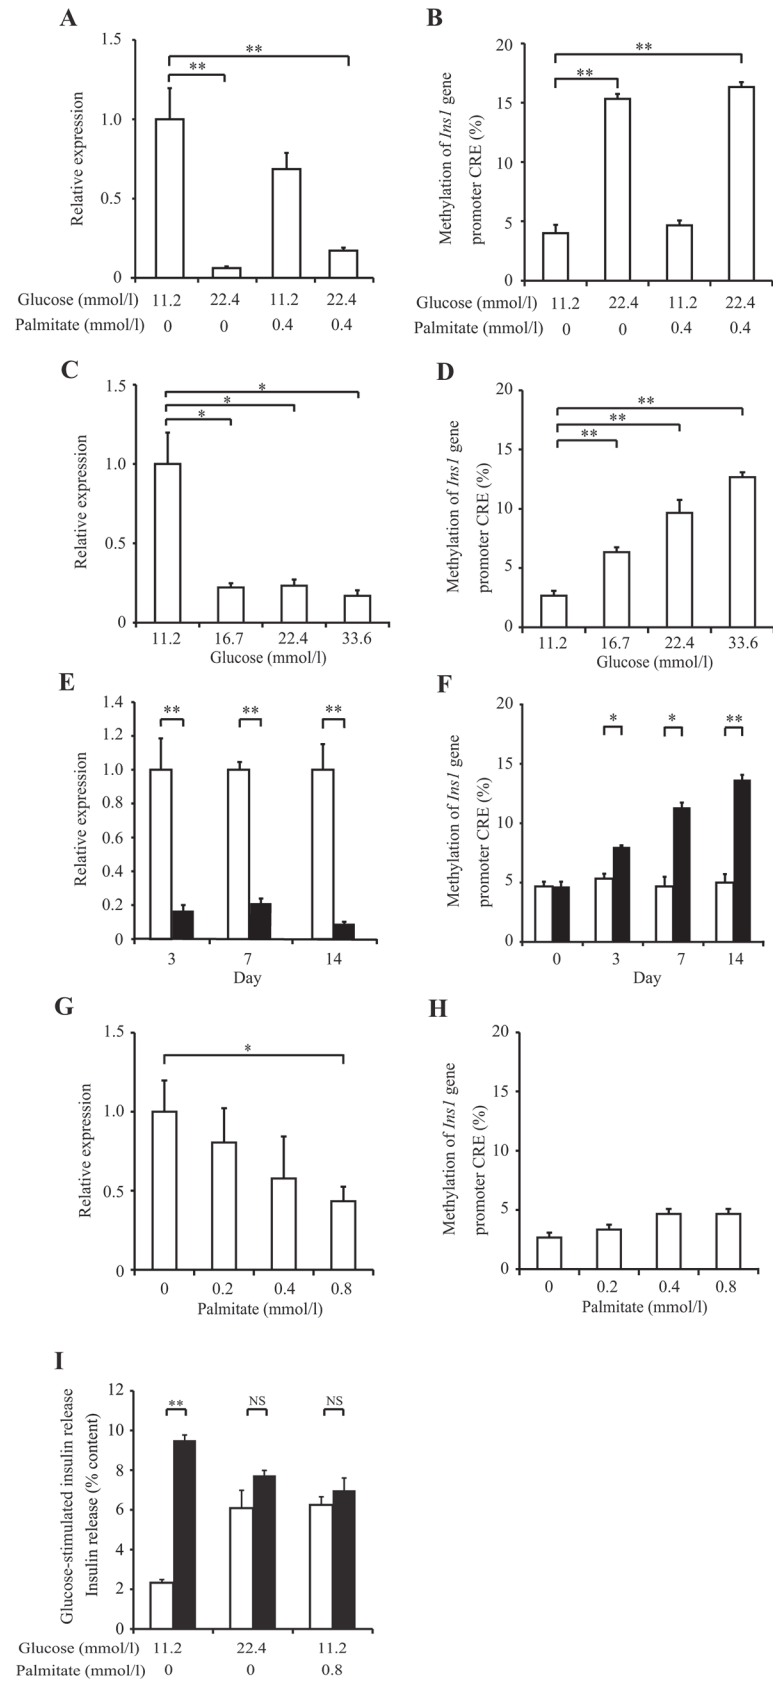 A
1.5
1.0
0.5
0
Relative expression
**
**
Glucose (mmol/l) 11.2 22.4 11.2 22.4
Palmitate (mmol/l) 0 0 0.4 0.4
B
20
15
10
5
0
Methylation of Ins1 gene
promoter CRE (%)
**
**
Glucose (mmol/l) 11.2 22.4 11.2 22.4
Palmitate (mmol/l) 0 0 0.4 0.4
C
1.5
1.0
0.5
0
Relative expression
*
*
*
11.2 16.7 22.4 33.6
Glucose (mmol/l)
D
20
15
10
5
0
Methylation of Ins1 gene
promoter CRE (%)
**
**
**
11.2 16.7 22.4 33.6
Glucose (mmol/l)
E
1.4
1.2
1.0
0.8
0.6
0.4
0.2
0
Relative expression
** ** **
3 7 14
Day
F
20
15
10
5
0
Methylation of Ins1 gene
promoter CRE (%)
* * **
0 3 7 14
Day
G
1.5
1.0
0.5
0
Relative expression
*
0 0.2 0.4 0.8
Palmitate (mmol/l)
H
20
15
10
5
0
Methylation of Ins1 gene
promoter CRE (%)
0 0.2 0.4 0.8
Palmitate (mmol/l)
I
12
10
8
6
4
2
0
Glucose-stimulated insulin release
Insulin release (% content)
** NS NS
Glucose (mmol/l) 11.2 22.4 11.2
Palmitate (mmol/l) 0 0 0.8